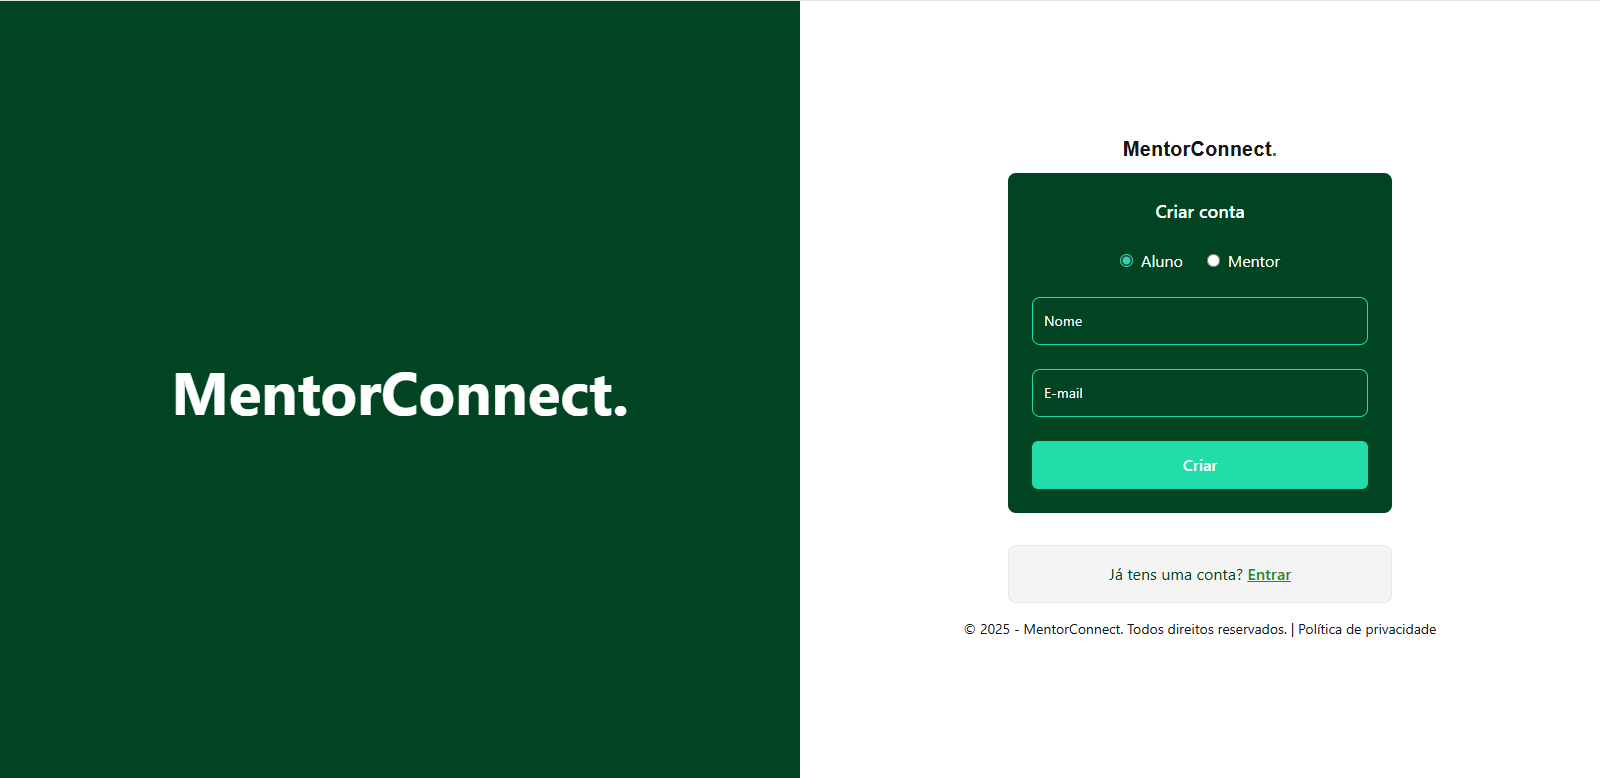 MentorConnect.
MentorConnect.
Criar conta
Aluno Mentor
Nome
E-mail
Criar
Já tens uma conta? Entrar
© 2025 - MentorConnect. Todos direitos reservados. | Política de privacidade